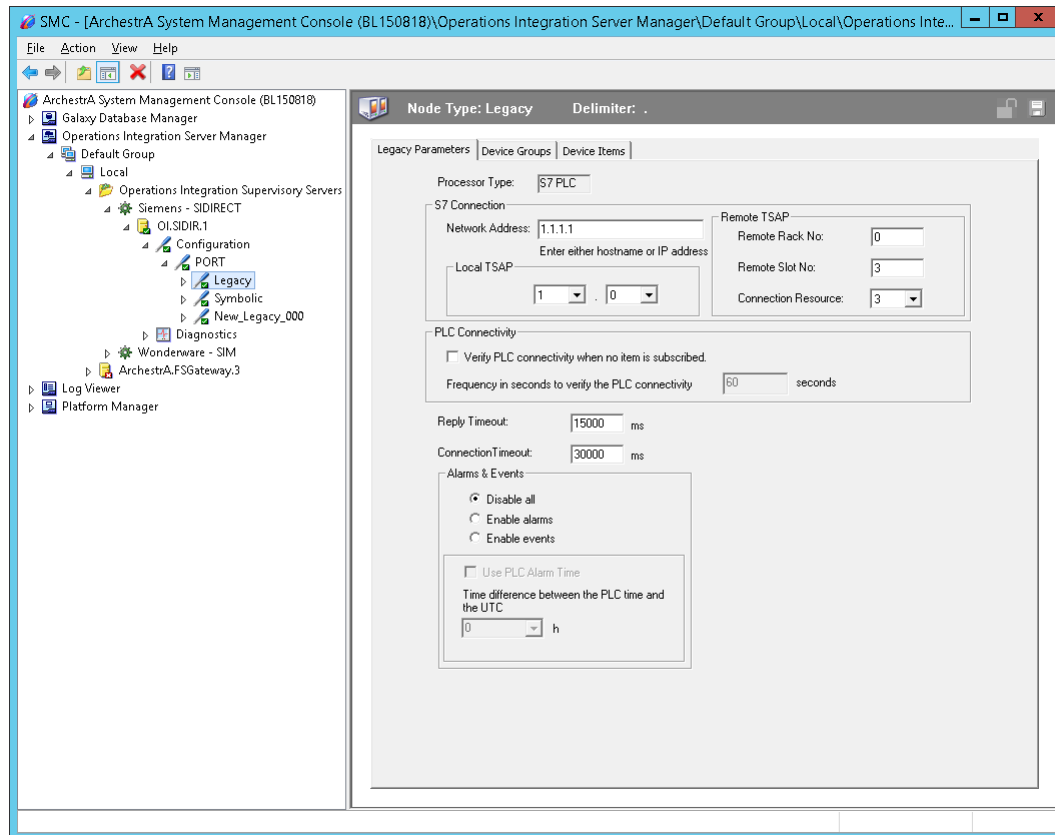 SMC - [ArchestrA System Management Console (BL150818)\Operations Integration Server Manager\Default Group\Local\Operations Inte...
File Action View Help
ArchestrA System Management Console (BL150818)
Galaxy Database Manager
Operations Integration Server Manager
Default Group
Local
Operations Integration Supervisory Servers
Siemens - SIDIRECT
OI.SIDIR.1
Configuration
PORT
Legacy
Symbolic
New_Legacy_000
Diagnostics
Wonderware - SIM
ArchestrA.FSGateway.3
Log Viewer
Platform Manager
Node Type: Legacy Delimiter: .
Legacy Parameters Device Groups Device Items
Processor Type: S7 PLC
S7 Connection
Network Address: 1.1.1.1
Enter either hostname or IP address
Local TSAP
1 . 0
Remote TSAP
Remote Rack No: 0
Remote Slot No: 3
Connection Resource: 3
PLC Connectivity
Verify PLC connectivity when no item is subscribed.
Frequency in seconds to verify the PLC connectivity 60 seconds
Reply Timeout: 15000 ms
ConnectionTimeout: 30000 ms
Alarms & Events
Disable all
Enable alarms
Enable events
Use PLC Alarm Time
Time difference between the PLC time and
the UTC
0 h